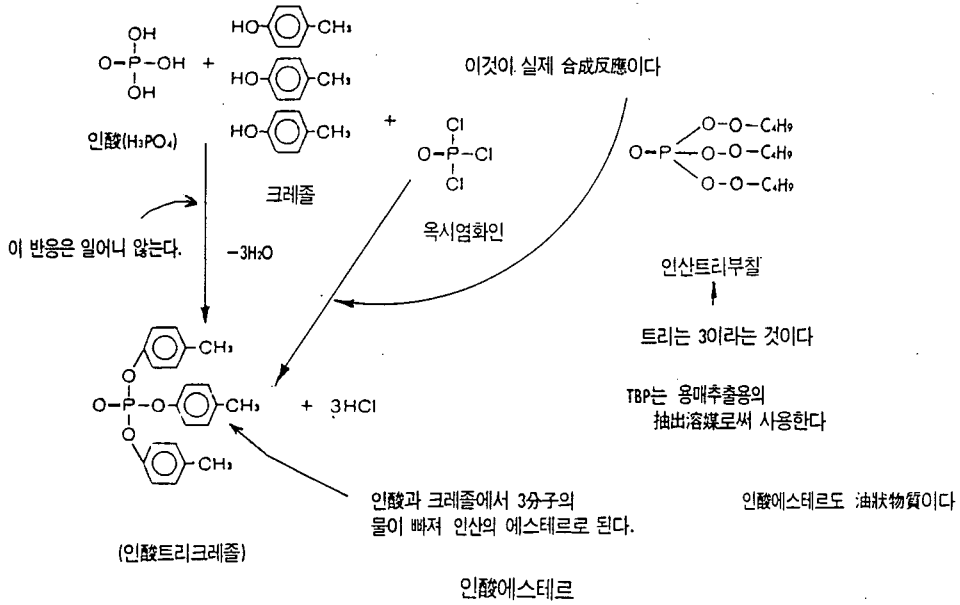 OH
O-P-OH
OH
+
HO-CH₃
HO-CH₃
HO-CH₃
인酸(H₃PO₄)
크레졸
+
Cl
O-P-Cl
Cl
옥시염화인
이것이 실제 合成反應이다
O-O-C₄H₉
O-P-O-O-C₄H₉
O-O-C₄H₉
인산트리부칠
트리는 3이라는 것이다
TBP는 용매추출용의
抽出溶媒로써 사용한다
이 반응은 일어니 않는다.
-3H₂O
O-CH₃
O-P-O-CH₃
O-CH₃
+ 3HCl
인酸과 크레졸에서 3分子의
물이 빠져 인산의 에스테르로 된다.
인酸에스테르도 油狀物質이다
(인酸트리크레졸)
인酸에스테르